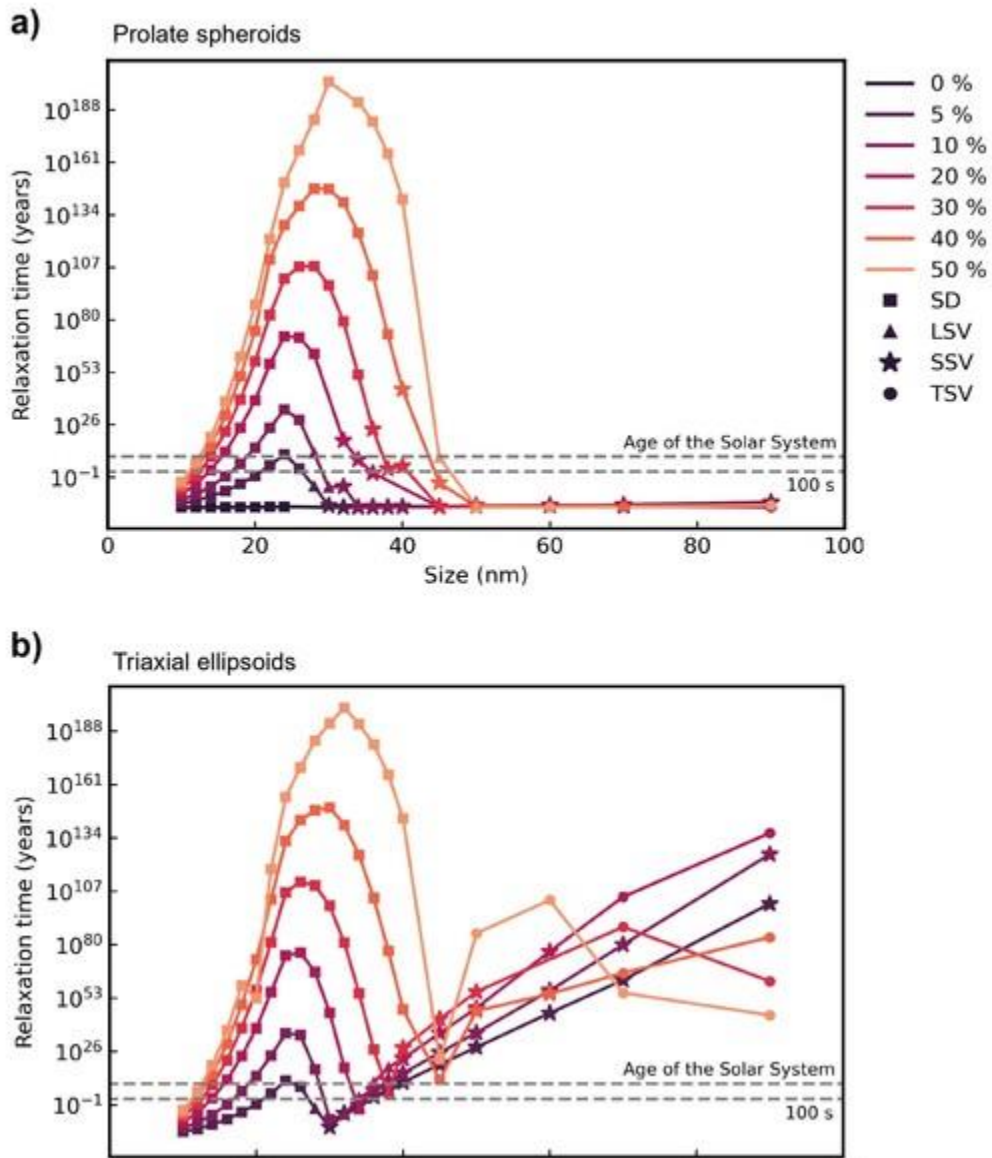 a)
Prolate spheroids
Relaxation time (years)
10^188
10^161
10^134
10^107
10^80
10^53
10^26
10^-1
Age of the Solar System
100 s
0 20 40 60 80 100
Size (nm)
0 %
5 %
10 %
20 %
30 %
40 %
50 %
SD
LSV
SSV
TSV
b)
Triaxial ellipsoids
Relaxation time (years)
10^188
10^161
10^134
10^107
10^80
10^53
10^26
10^-1
Age of the Solar System
100 s